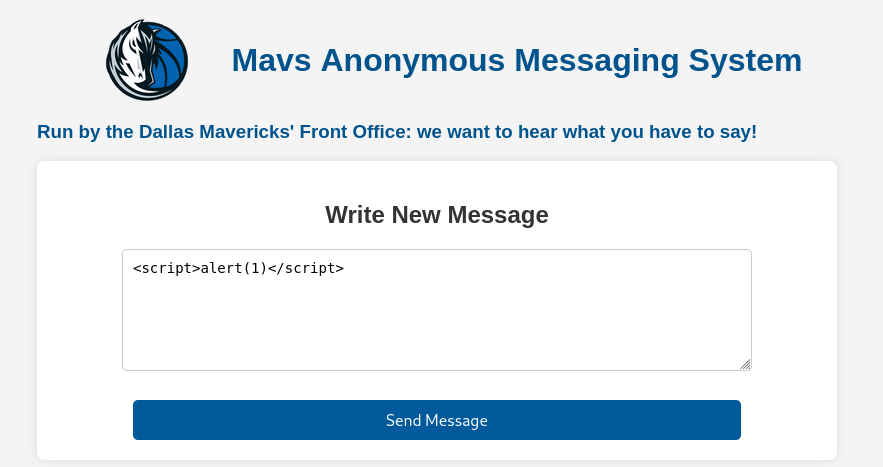 Mavs Anonymous Messaging System
Run by the Dallas Mavericks' Front Office: we want to hear what you have to say!
Write New Message
<script>alert(1)</script>
Send Message